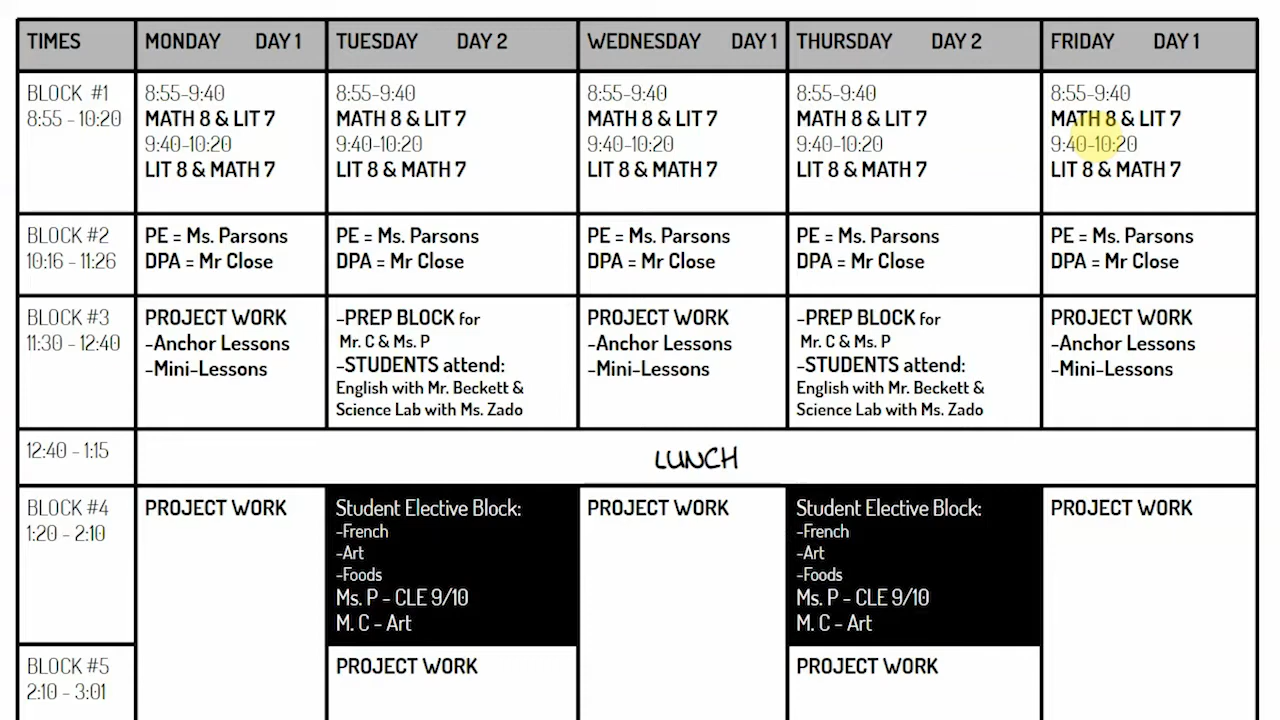 TIMES
MONDAY DAY 1
TUESDAY DAY 2
WEDNESDAY DAY 1
THURSDAY DAY 2
FRIDAY DAY 1
BLOCK #1
8:55 - 10:20
8:55-9:40
MATH 8 & LIT 7
9:40-10:20
LIT 8 & MATH 7
8:55-9:40
MATH 8 & LIT 7
9:40-10:20
LIT 8 & MATH 7
8:55-9:40
MATH 8 & LIT 7
9:40-10:20
LIT 8 & MATH 7
8:55-9:40
MATH 8 & LIT 7
9:40-10:20
LIT 8 & MATH 7
8:55-9:40
MATH 8 & LIT 7
9:40-10:20
LIT 8 & MATH 7
BLOCK #2
10:16 - 11:26
PE = Ms. Parsons
DPA = Mr Close
PE = Ms. Parsons
DPA = Mr Close
PE = Ms. Parsons
DPA = Mr Close
PE = Ms. Parsons
DPA = Mr Close
PE = Ms. Parsons
DPA = Mr Close
BLOCK #3
11:30 - 12:40
PROJECT WORK
-Anchor Lessons
-Mini-Lessons
-PREP BLOCK for
Mr. C & Ms. P
-STUDENTS attend:
English with Mr. Beckett &
Science Lab with Ms. Zado
PROJECT WORK
-Anchor Lessons
-Mini-Lessons
-PREP BLOCK for
Mr. C & Ms. P
-STUDENTS attend:
English with Mr. Beckett &
Science Lab with Ms. Zado
PROJECT WORK
-Anchor Lessons
-Mini-Lessons
12:40 - 1:15
LUNCH
BLOCK #4
1:20 - 2:10
PROJECT WORK
Student Elective Block:
-French
-Art
-Foods
Ms. P - CLE 9/10
M. C - Art
PROJECT WORK
Student Elective Block:
-French
-Art
-Foods
Ms. P - CLE 9/10
M. C - Art
PROJECT WORK
BLOCK #5
2:10 - 3:01
PROJECT WORK
PROJECT WORK